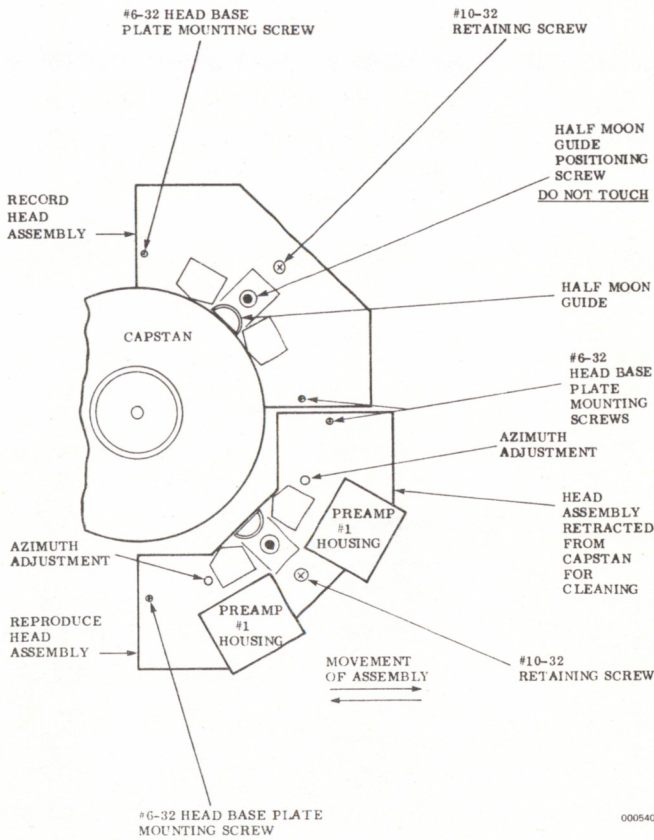 #6-32 HEAD BASE
PLATE MOUNTING SCREW
#10-32
RETAINING SCREW
HALF MOON
GUIDE
POSITIONING
SCREW
DO NOT TOUCH
RECORD
HEAD
ASSEMBLY
HALF MOON
GUIDE
CAPSTAN
#6-32
HEAD BASE
PLATE
MOUNTING
SCREWS
AZIMUTH
ADJUSTMENT
HEAD
ASSEMBLY
RETRACTED
FROM
CAPSTAN
FOR
CLEANING
PREAMP
#1
HOUSING
AZIMUTH
ADJUSTMENT
PREAMP
#1
HOUSING
REPRODUCE
HEAD
ASSEMBLY
MOVEMENT
OF ASSEMBLY
#10-32
RETAINING SCREW
#6-32 HEAD BASE PLATE
MOUNTING SCREW
000540